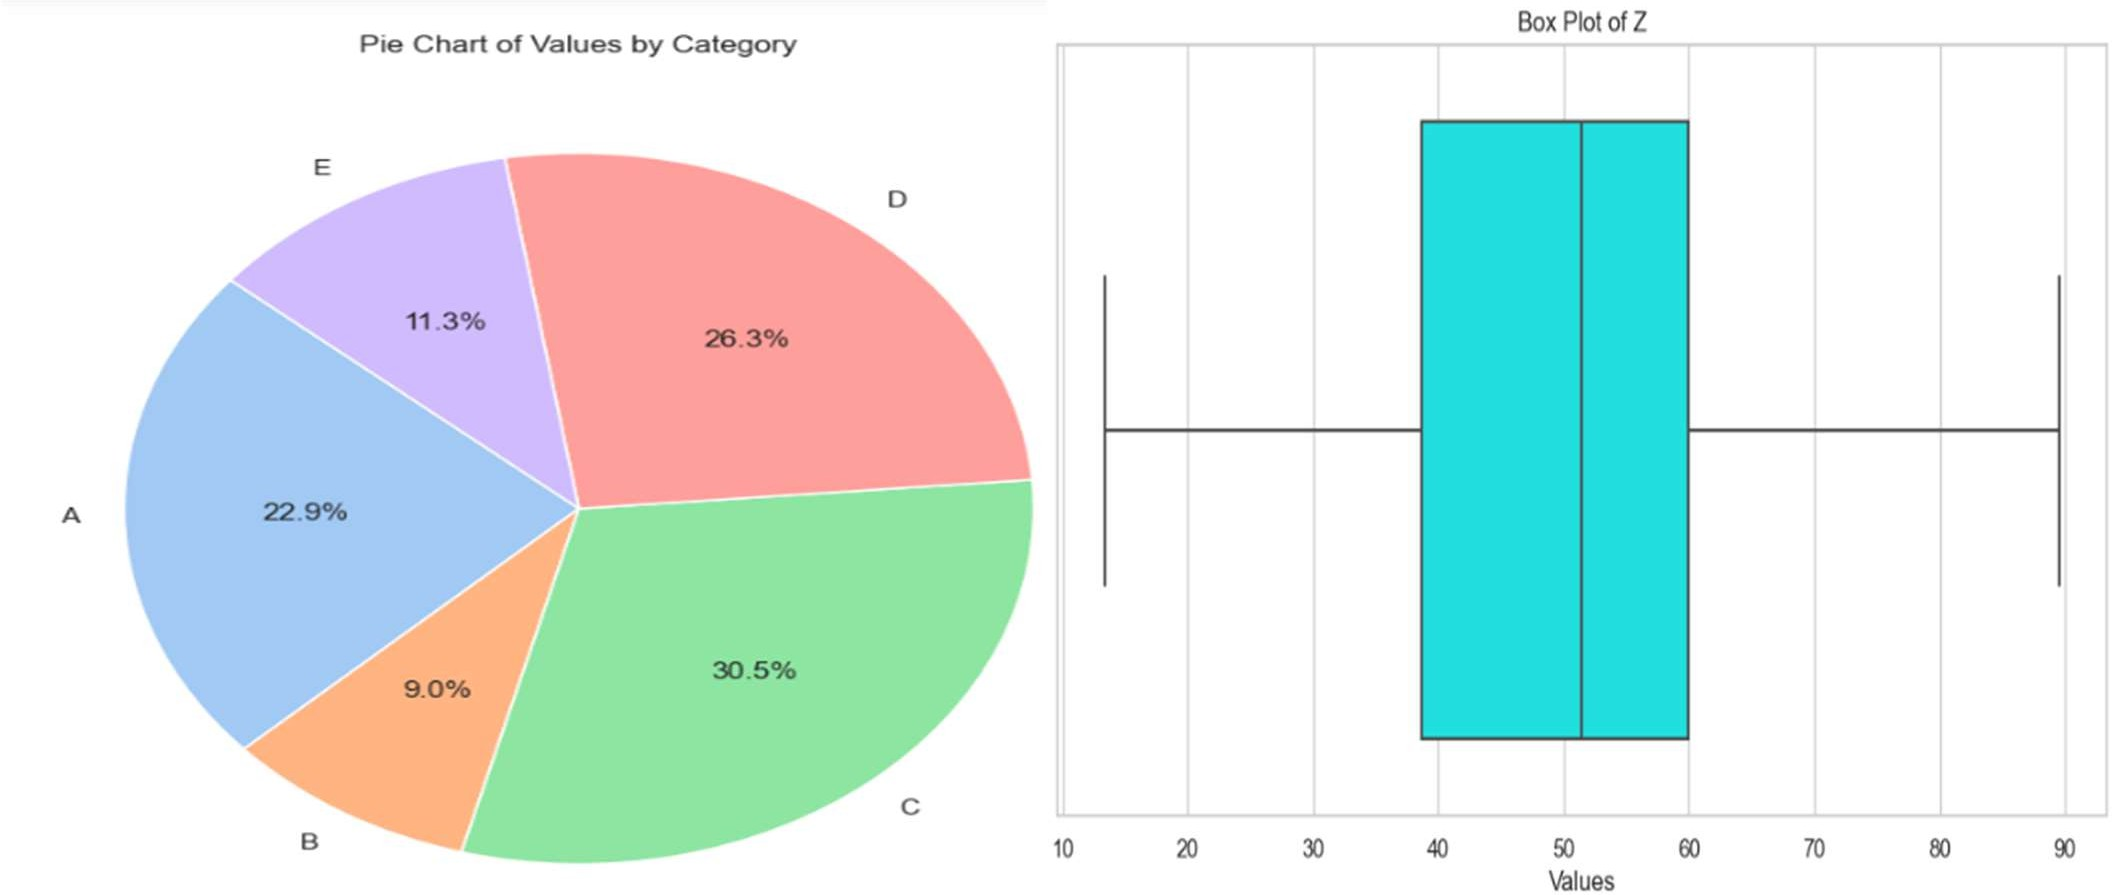 Pie Chart of Values by Category
E
D
11.3%
26.3%
A
22.9%
9.0%
30.5%
B
C
Box Plot of Z
10 20 30 40 50 60 70 80 90
Values